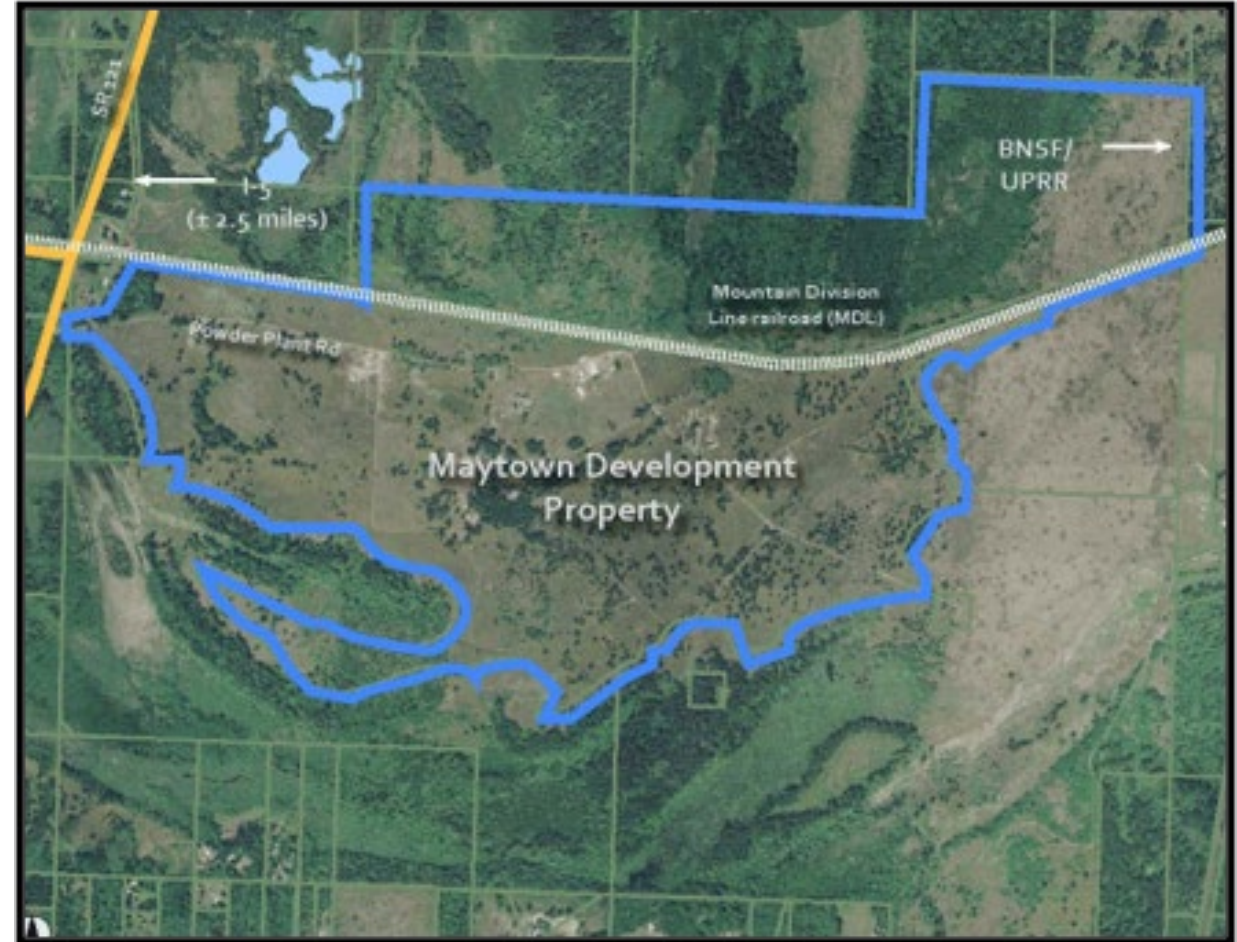 SR 121
I-5
(± 2.5 miles)
BNSF/
UPRR
Mountain Division
Line railroad (MDL)
Powder Plant Rd
Maytown Development
Property